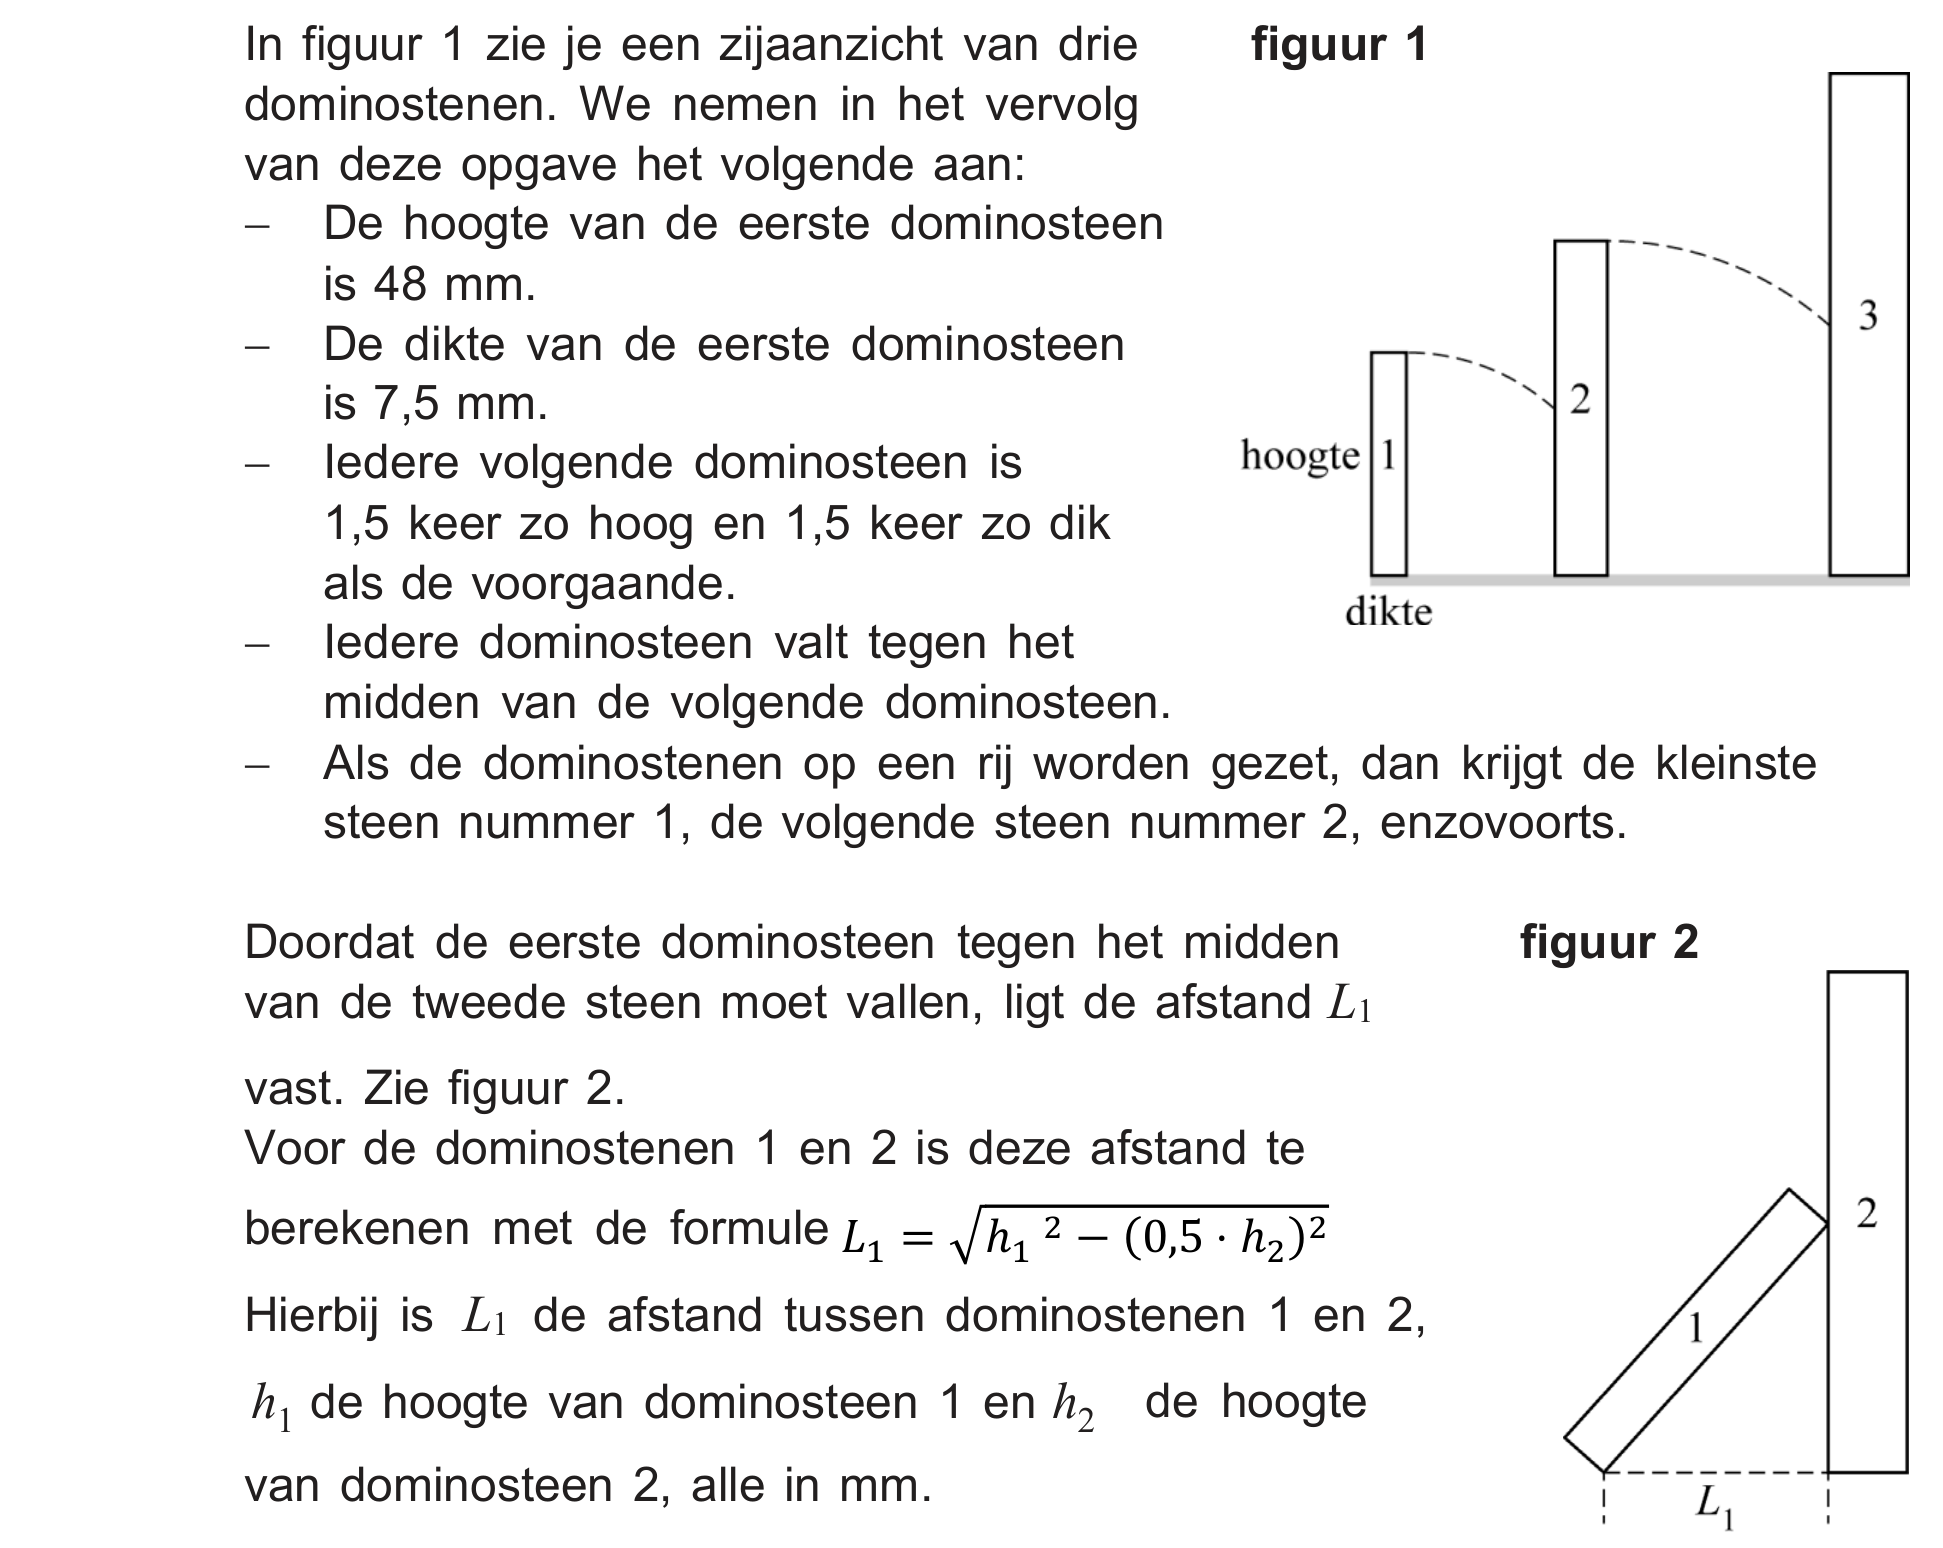 In figuur 1 zie je een zijaanzicht van drie
dominostenen. We nemen in het vervolg
van deze opgave het volgende aan:
– De hoogte van de eerste dominosteen
is 48 mm.
– De dikte van de eerste dominosteen
is 7,5 mm.
– Iedere volgende dominosteen is
1,5 keer zo hoog en 1,5 keer zo dik
als de voorgaande.
– Iedere dominosteen valt tegen het
midden van de volgende dominosteen.
– Als de dominostenen op een rij worden gezet, dan krijgt de kleinste
steen nummer 1, de volgende steen nummer 2, enzovoorts.
figuur 1
3
2
hoogte 1
dikte
Doordat de eerste dominosteen tegen het midden
van de tweede steen moet vallen, ligt de afstand L₁
vast. Zie figuur 2.
Voor de dominostenen 1 en 2 is deze afstand te
berekenen met de formule L₁ = √(h₁² − (0,5 · h₂)²)
Hierbij is L₁ de afstand tussen dominostenen 1 en 2,
h₁ de hoogte van dominosteen 1 en h₂ de hoogte
van dominosteen 2, alle in mm.
figuur 2
2
1
L₁